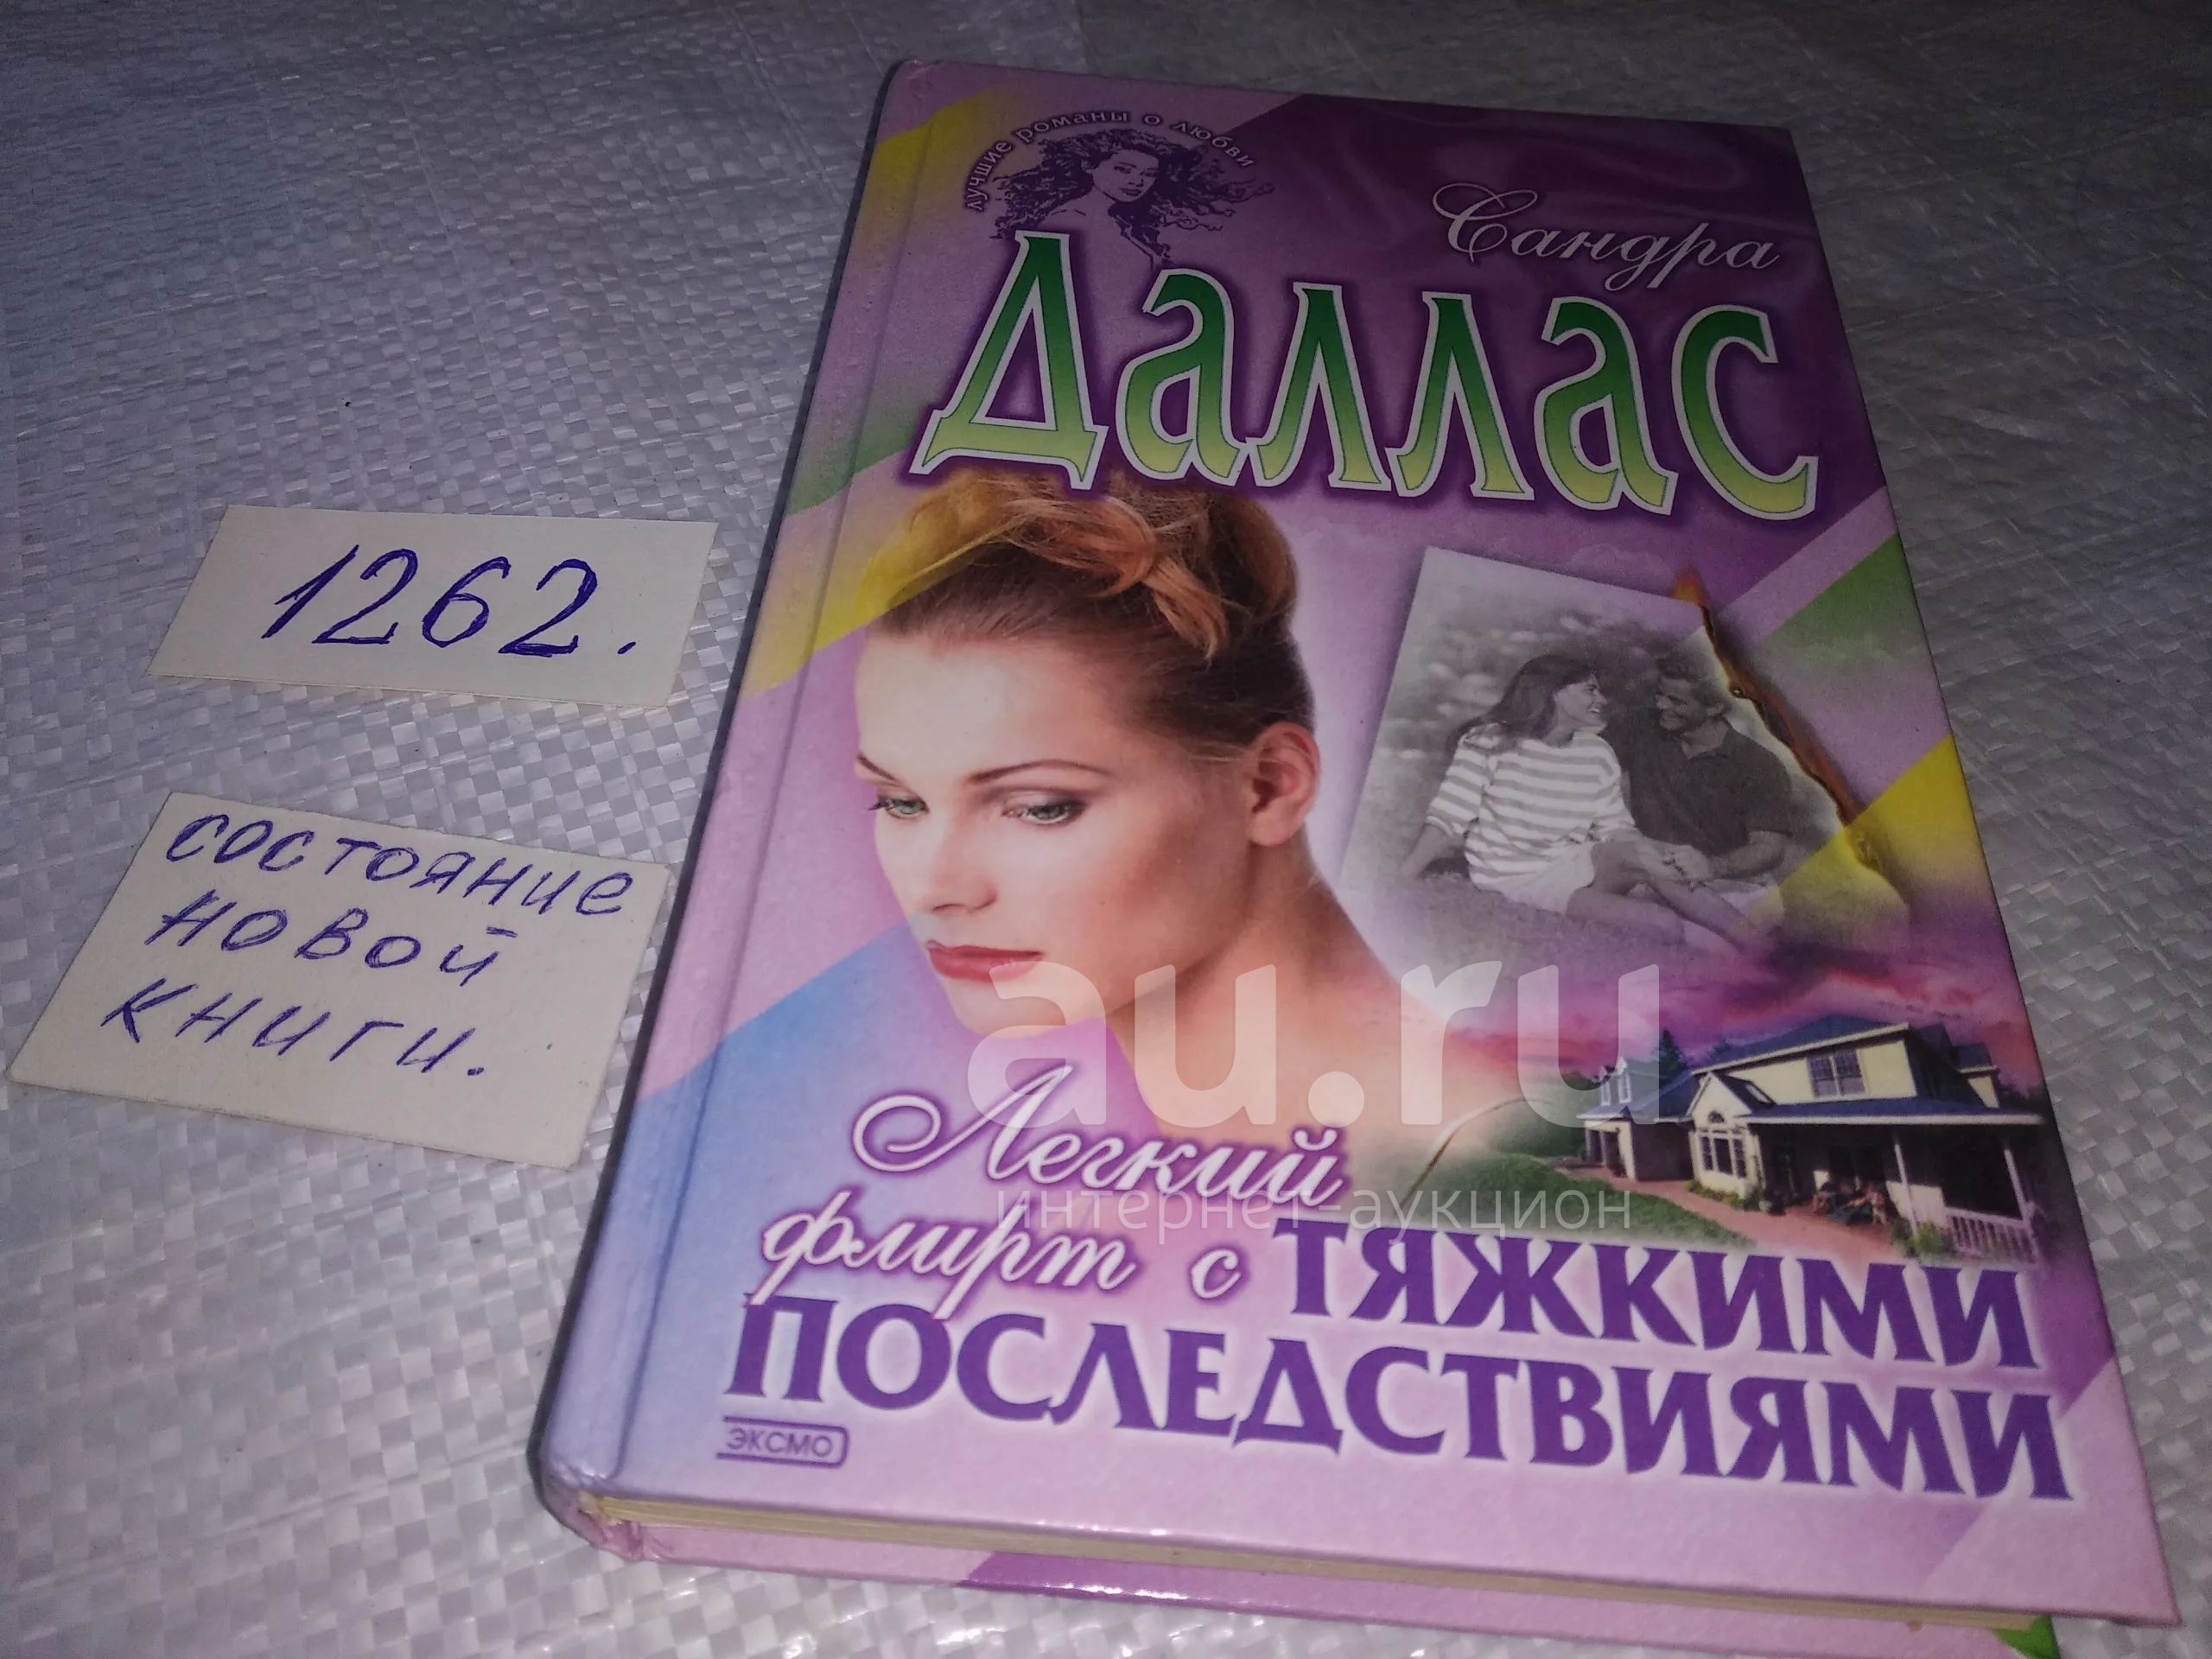 лучшие романы о любви
Сандра
Даллас
1262.
состояние
новой
книги.
au.ru
интернет-аукцион
Легкий
флирт с ТЯЖКИМИ
ПОСЛЕДСТВИЯМИ
ЭКСМО